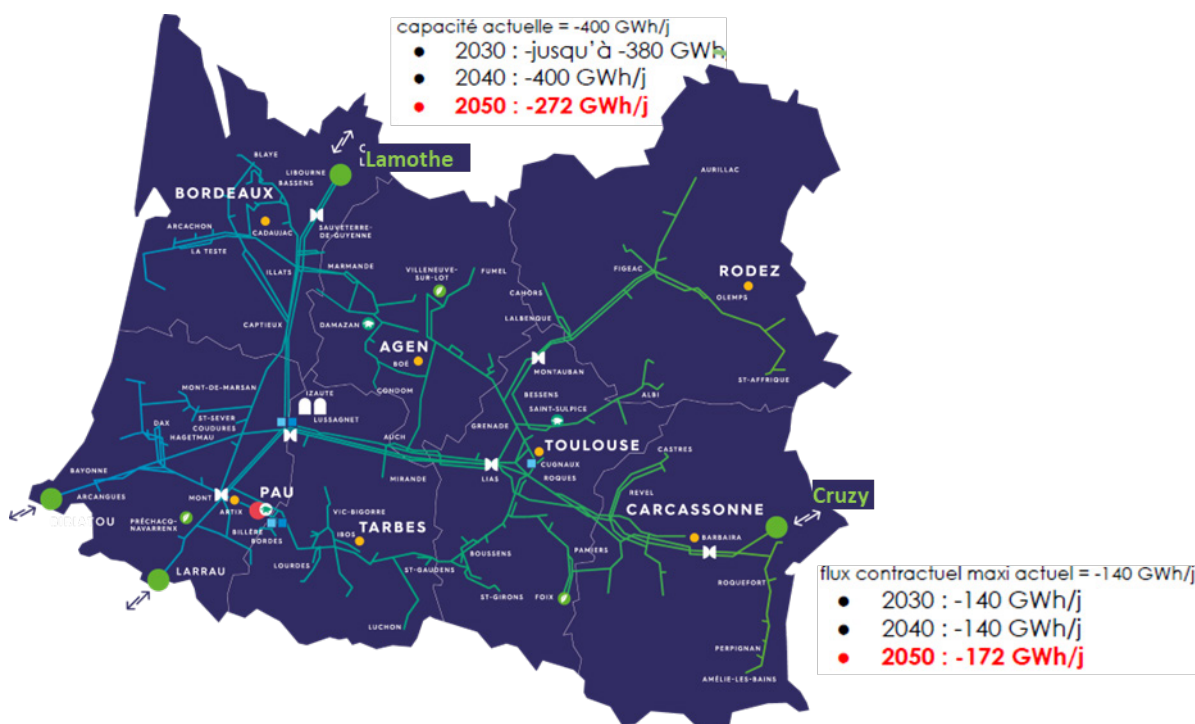 capacité actuelle = -400 GWh/j
● 2030 : -jusqu'à -380 GWh
● 2040 : -400 GWh/j
● 2050 : -272 GWh/j
Lamothe
BLAYE
LIBOURNE
BASSENS
BORDEAUX
CADAUJAC
SAUVETERRE-
DE-GUYENNE
ARCACHON
LA TESTE
ILLATS
MARMANDE
VILLENEUVE-
SUR-LOT
FUMEL
AURILLAC
FIGEAC
RODEZ
OLEMPS
CAHORS
LALBENQUE
CAPTIEUX
DAMAZAN
AGEN
BOÉ
MONTAUBAN
ST-AFFRIQUE
MONT-DE-MARSAN
IZAUTE
CONDOM
BESSENS
SAINT-SULPICE
ALBI
ST-SEVER
COUDURES
LUSSAGNET
DAX
HAGETMAU
AUCH
GRENADE
TOULOUSE
CUGNAUX
ROQUES
CASTRES
BAYONNE
ARCANGUES
MIRANDE
LIAS
REVEL
Cruzy
MONT
ARTIX
PAU
VIC-BIGORRE
CARCASSONNE
BARBAIRA
PRÉCHACQ-
NAVARRENX
BILLÈRE
BORDES
IBOS
TARBES
BOUSSENS
PAMIERS
LARRAU
LOURDES
ST-GAUDENS
ST-GIRONS
FOIX
ROQUEFORT
LUCHON
PERPIGNAN
AMÉLIE-LES-BAINS
flux contractuel maxi actuel = -140 GWh/j
● 2030 : -140 GWh/j
● 2040 : -140 GWh/j
● 2050 : -172 GWh/j